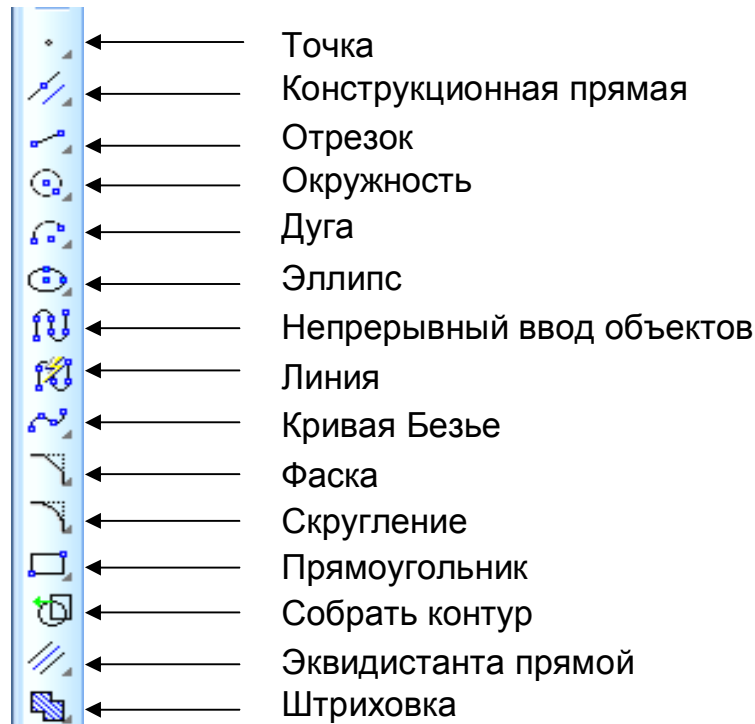 Точка
Конструкционная прямая
Отрезок
Окружность
Дуга
Эллипс
Непрерывный ввод объектов
Линия
Кривая Безье
Фаска
Скругление
Прямоугольник
Собрать контур
Эквидистанта прямой
Штриховка